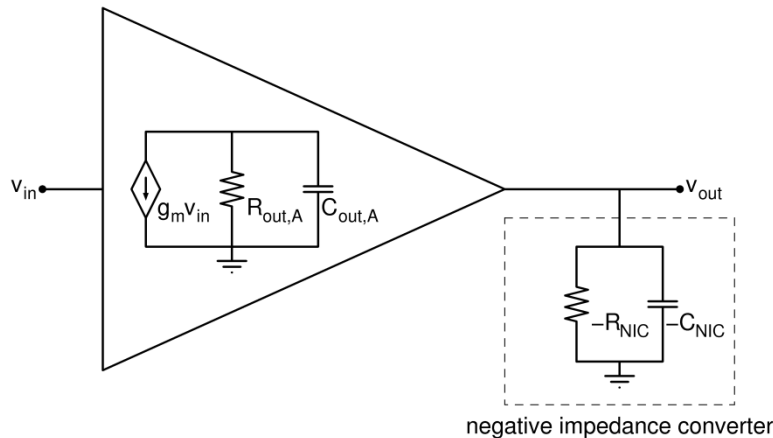 v_in
g_m v_in
R_out,A
C_out,A
v_out
−R_NIC
−C_NIC
negative impedance converter